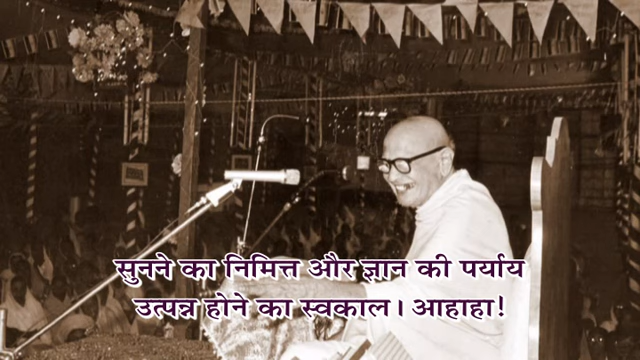 सुनने का निमित्त और ज्ञान की पर्याय
उत्पन्न होने का स्वकाल। आहाहा!